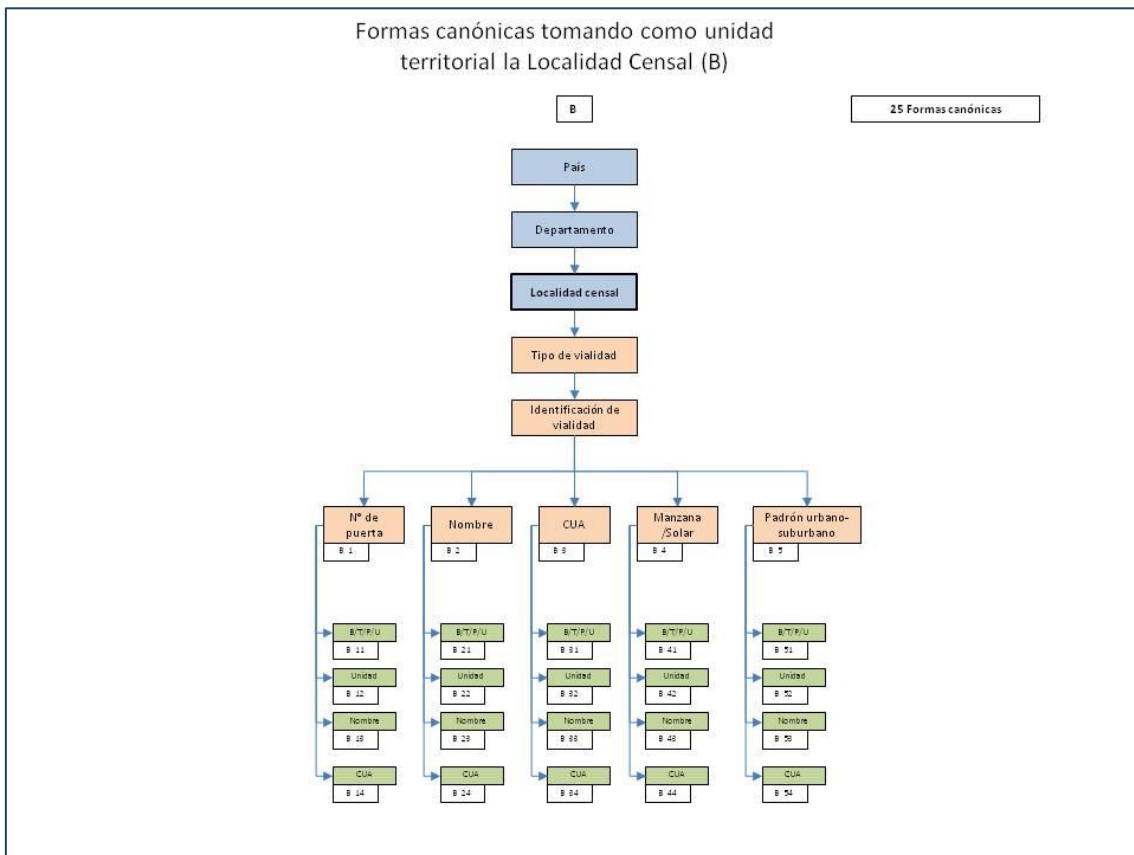 Formas canónicas tomando como unidad
territorial la Localidad Censal (B)
B
25 Formas canónicas
País
Departamento
Localidad censal
Tipo de vialidad
Identificación de
vialidad
N° de
puerta
B 1
Nombre
B 2
CUA
B 3
Manzana
/Solar
B 4
Padrón urbano-
suburbano
B 5
B/T/P/U
B 11
B/T/P/U
B 21
B/T/P/U
B 31
B/T/P/U
B 41
B/T/P/U
B 51
Unidad
B 12
Unidad
B 22
Unidad
B 32
Unidad
B 42
Unidad
B 52
Nombre
B 13
Nombre
B 23
Nombre
B 33
Nombre
B 43
Nombre
B 53
CUA
B 14
CUA
B 24
CUA
B 34
CUA
B 44
CUA
B 54